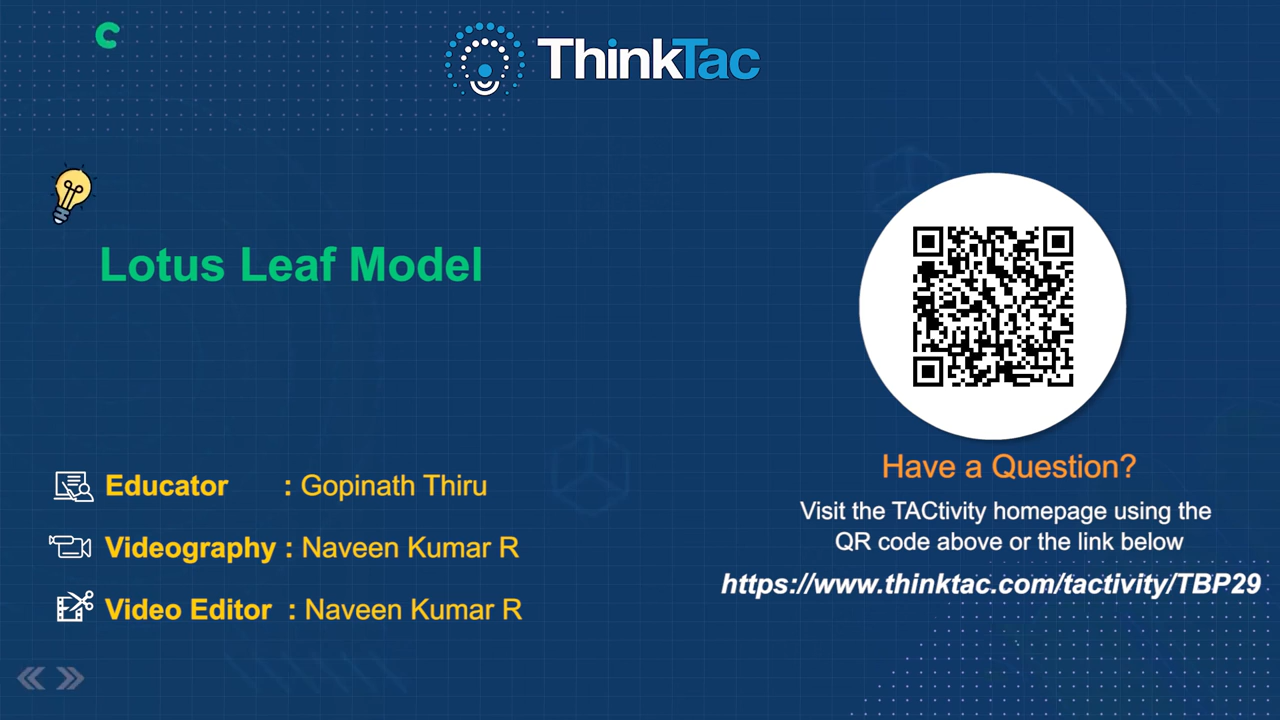 ThinkTac
Lotus Leaf Model
Educator : Gopinath Thiru
Videography : Naveen Kumar R
Video Editor : Naveen Kumar R
Have a Question?
Visit the TACtivity homepage using the
QR code above or the link below
https://www.thinktac.com/tactivity/TBP29